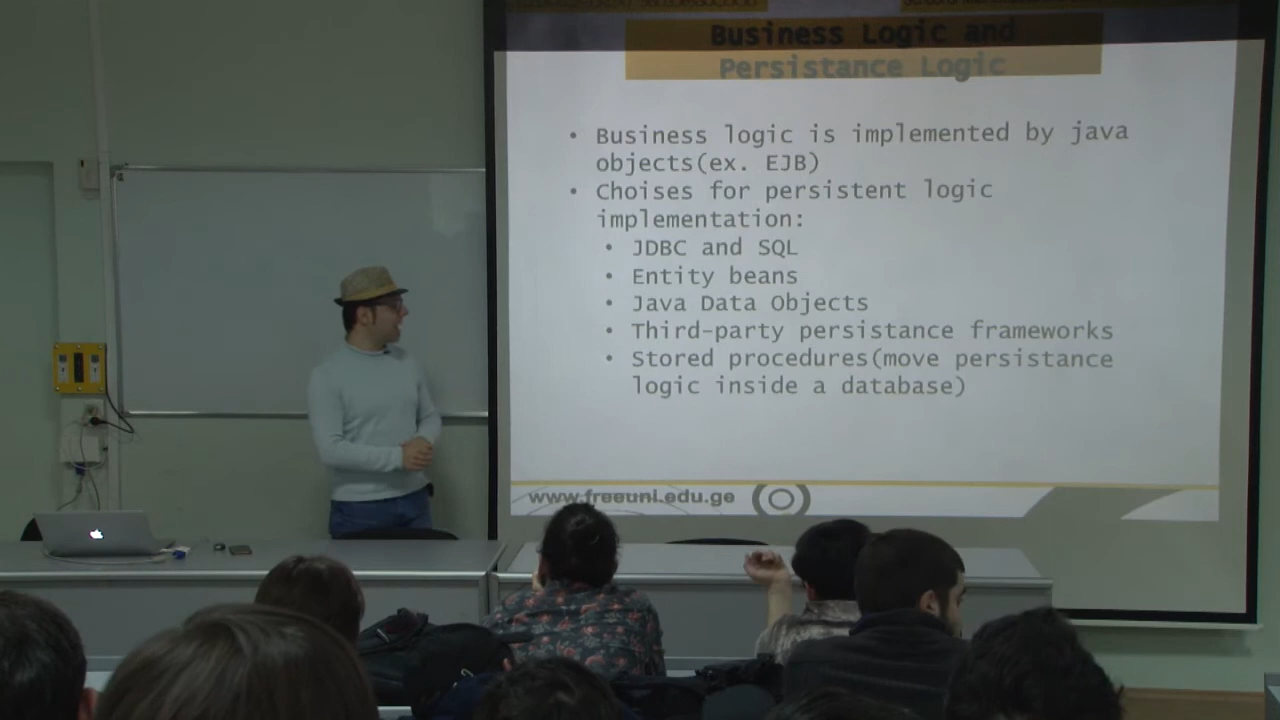 Business Logic and
Persistance Logic
• Business logic is implemented by java
objects(ex. EJB)
• Choises for persistent logic
implementation:
• JDBC and SQL
• Entity beans
• Java Data Objects
• Third-party persistance frameworks
• Stored procedures(move persistance
logic inside a database)
www.freeuni.edu.ge